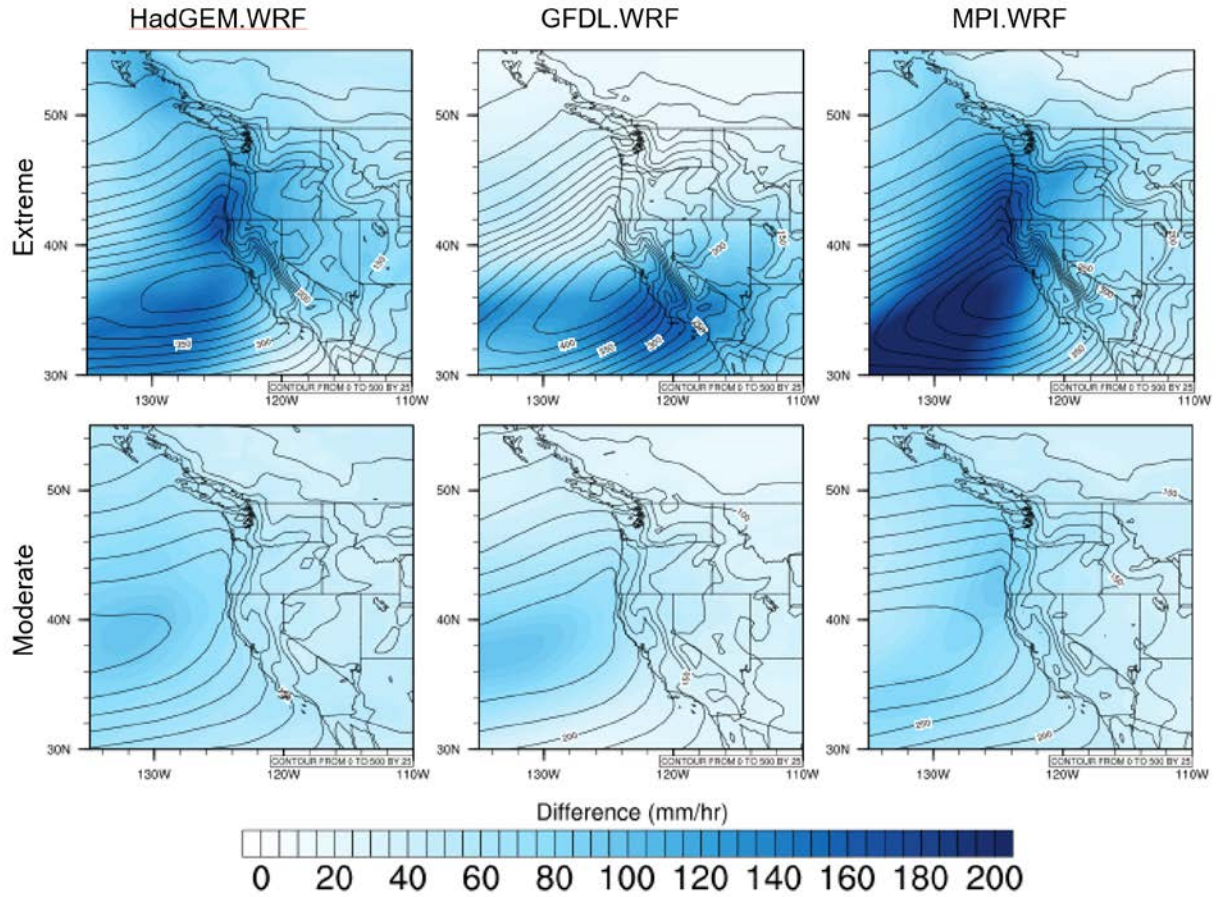 HadGEM.WRF GFDL.WRF MPI.WRF
Extreme
50N 50N 50N
40N 40N 40N
30N 30N 30N
150 200 350 300
200 150 400 350 300
200 300 350
CONTOUR FROM 0 TO 500 BY 25 CONTOUR FROM 0 TO 500 BY 25 CONTOUR FROM 0 TO 500 BY 25
130W 120W 110W 130W 120W 110W 130W 120W 110W
Moderate
50N 50N 50N
40N 40N 40N
30N 30N 30N
100 150 200
100 150 250 200
CONTOUR FROM 0 TO 500 BY 25 CONTOUR FROM 0 TO 500 BY 25 CONTOUR FROM 0 TO 500 BY 25
130W 120W 110W 130W 120W 110W 130W 120W 110W
Difference (mm/hr)
0 20 40 60 80 100 120 140 160 180 200